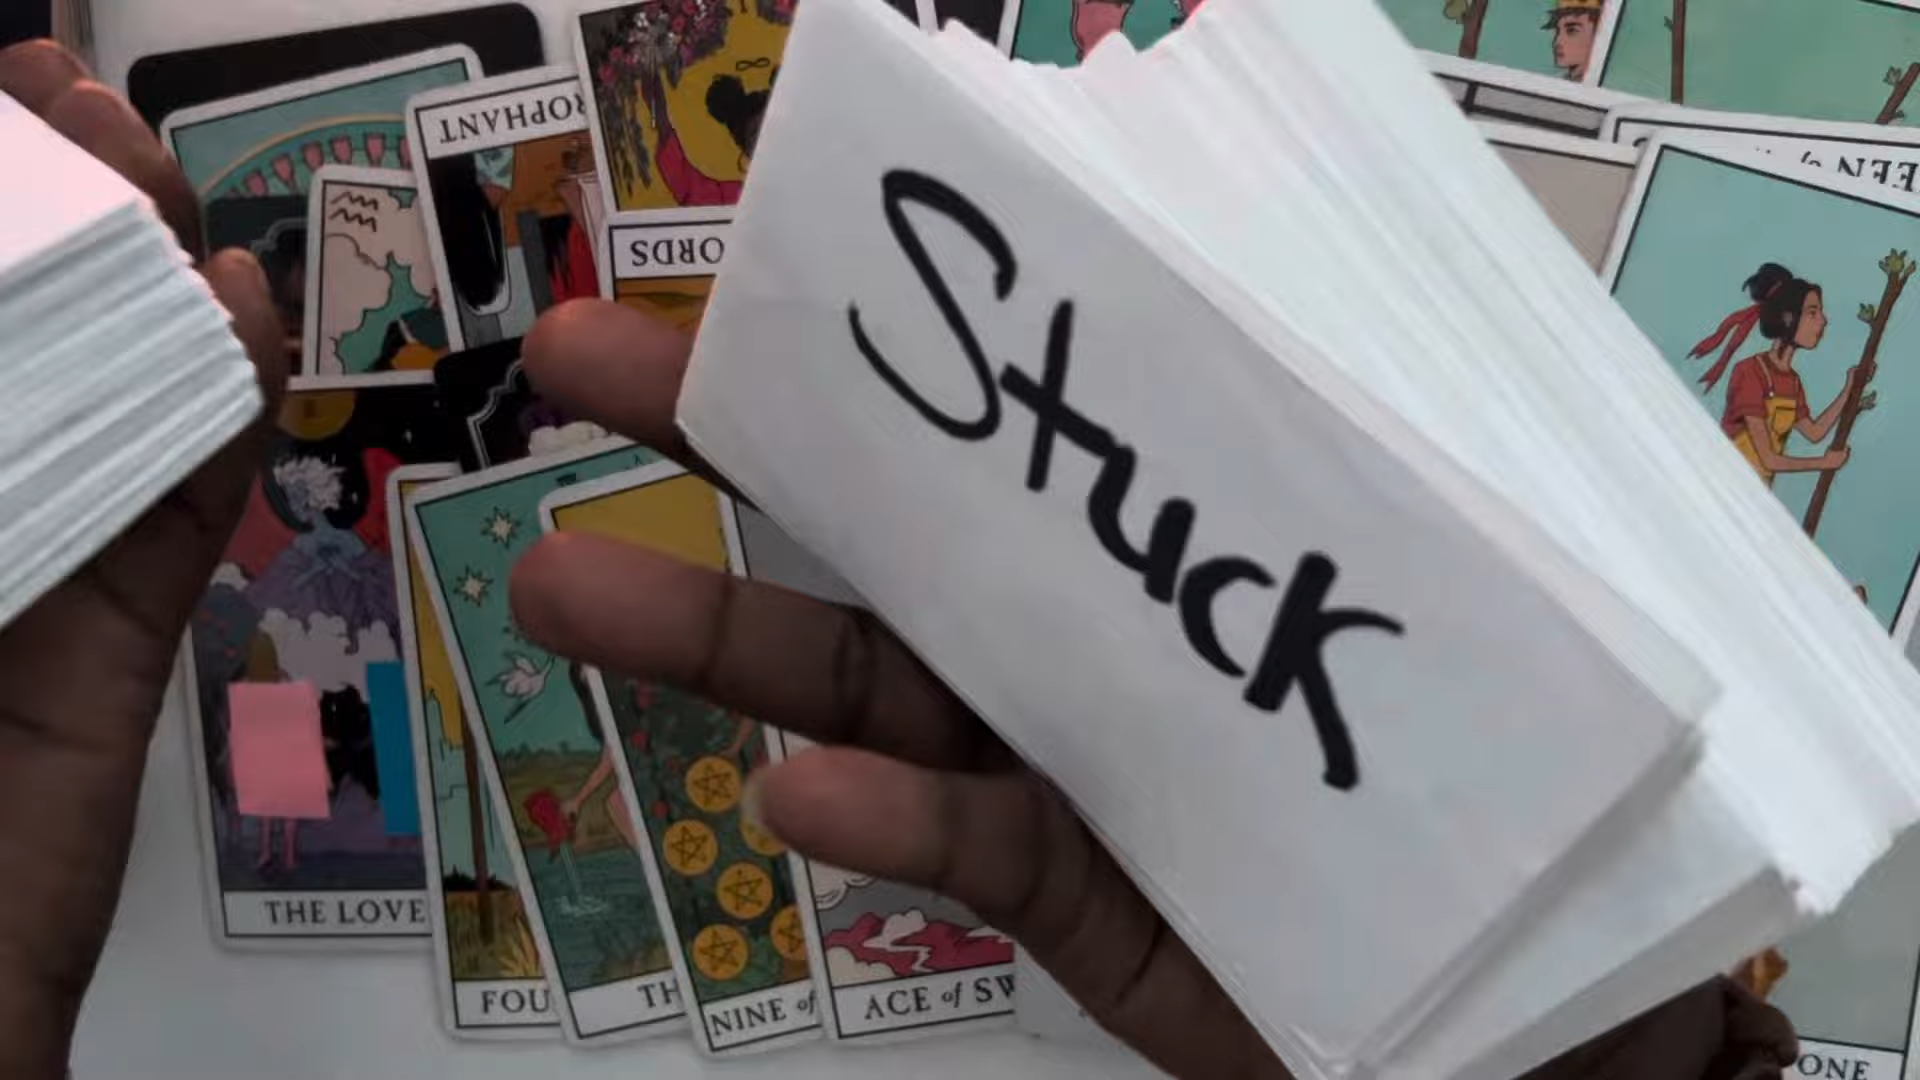 ROPHANT
ORDS
EEN of
Stuck
THE LOVE
FOU
TH
NINE of
ACE of SW
ONE